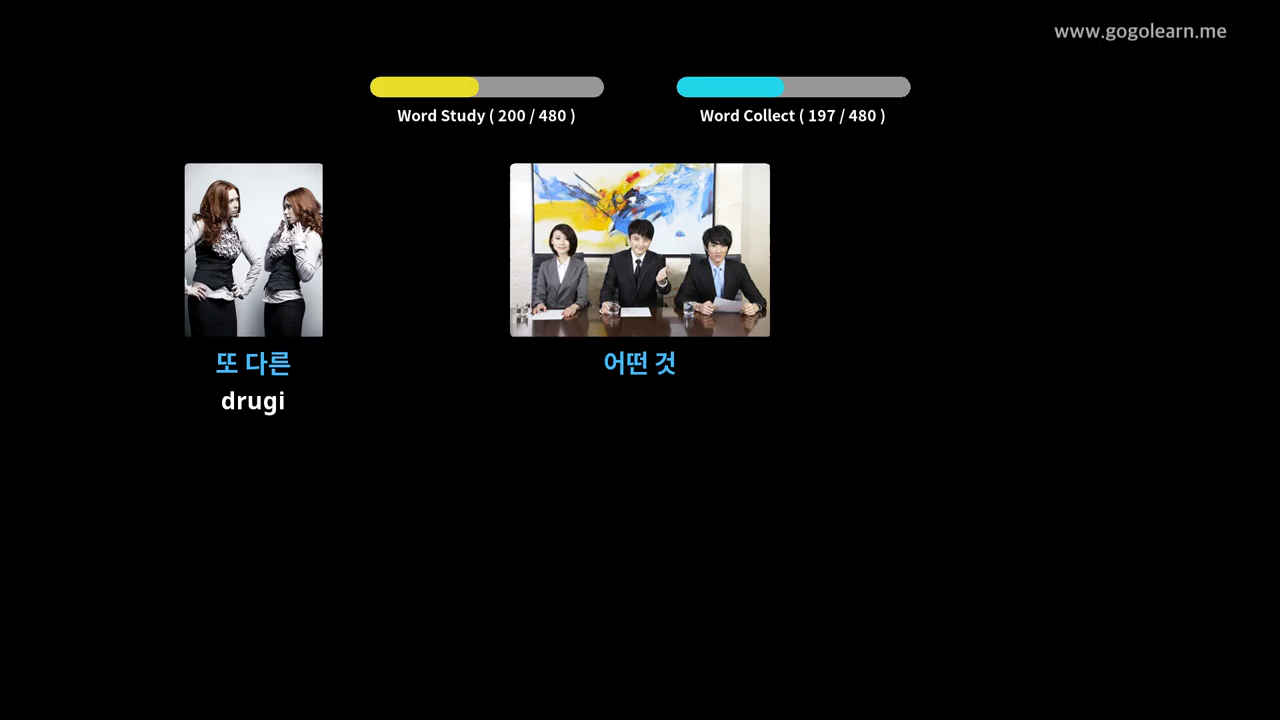 www.gogolearn.me
Word Study ( 200 / 480 )
Word Collect ( 197 / 480 )
또 다른
drugi
어떤 것